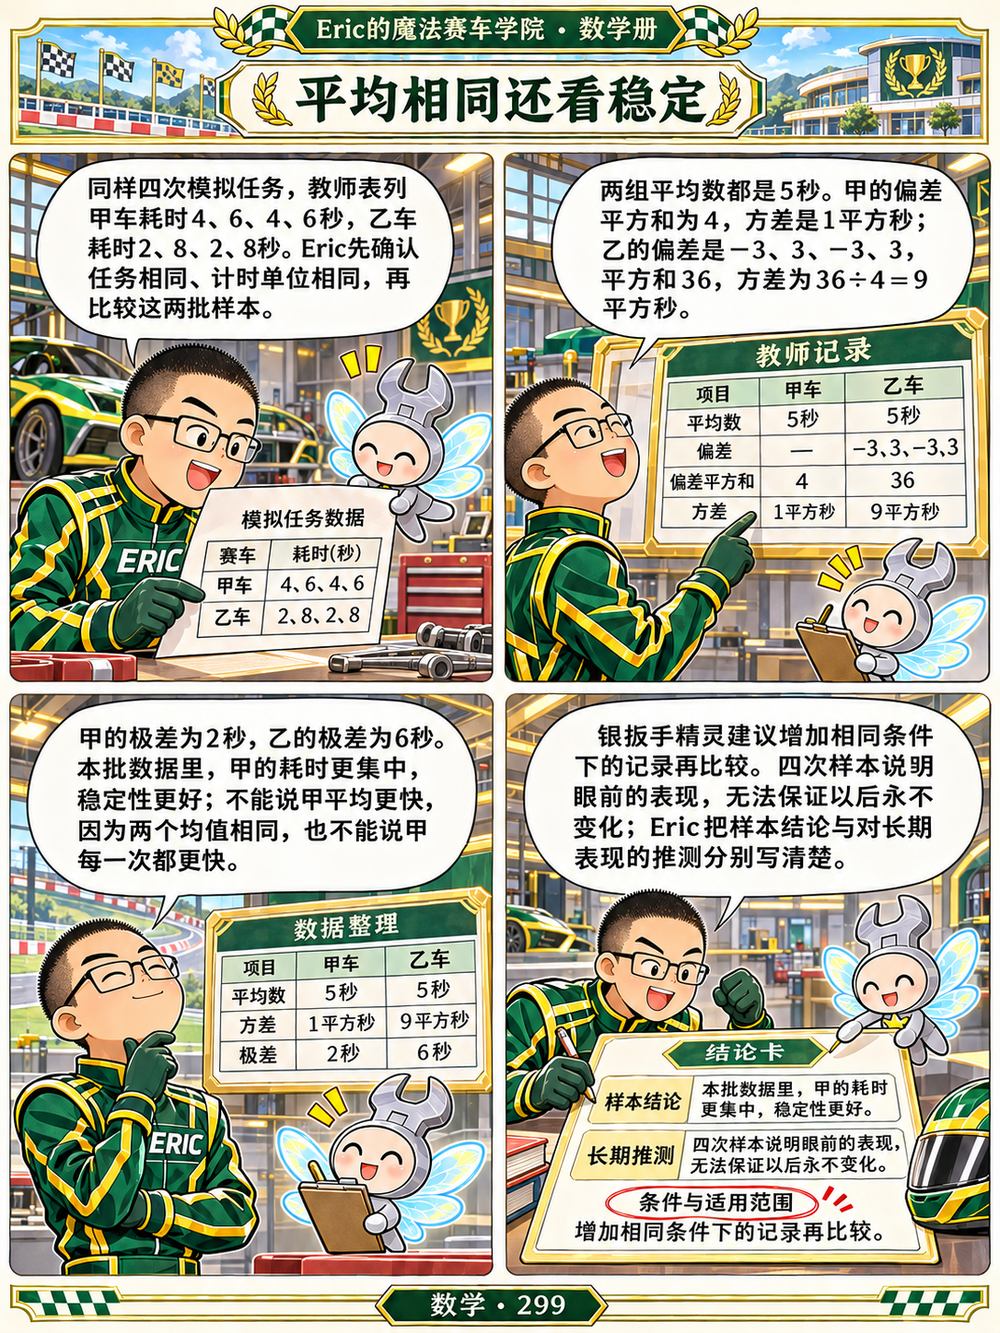 Eric的魔法赛车学院 · 数学册
平均相同还看稳定
同样四次模拟任务，教师表列
甲车耗时4、6、4、6秒，乙车
耗时2、8、2、8秒。Eric先确认
任务相同、计时单位相同，再
比较这两批样本。
ERIC
模拟任务数据
赛车 耗时(秒)
甲车 4、6、4、6
乙车 2、8、2、8
两组平均数都是5秒。甲的偏差
平方和为4，方差是1平方秒；
乙的偏差是－3、3、－3、3，
平方和36，方差为36÷4＝9
平方秒。
教师记录
项目 甲车 乙车
平均数 5秒 5秒
偏差 — −3、3、−3、3
偏差平方和 4 36
方差 1平方秒 9平方秒
甲的极差为2秒，乙的极差为6秒。
本批数据里，甲的耗时更集中，
稳定性更好；不能说甲平均更快，
因为两个均值相同，也不能说甲
每一次都更快。
ERIC
数据整理
项目 甲车 乙车
平均数 5秒 5秒
方差 1平方秒 9平方秒
极差 2秒 6秒
银扳手精灵建议增加相同条件
下的记录再比较。四次样本说明
眼前的表现，无法保证以后永不
变化；Eric把样本结论与对长期
表现的推测分别写清楚。
结论卡
样本结论 本批数据里，甲的耗时
更集中，稳定性更好。
长期推测 四次样本说明眼前的表现，
无法保证以后永不变化。
条件与适用范围
增加相同条件下的记录再比较。
数学 · 299